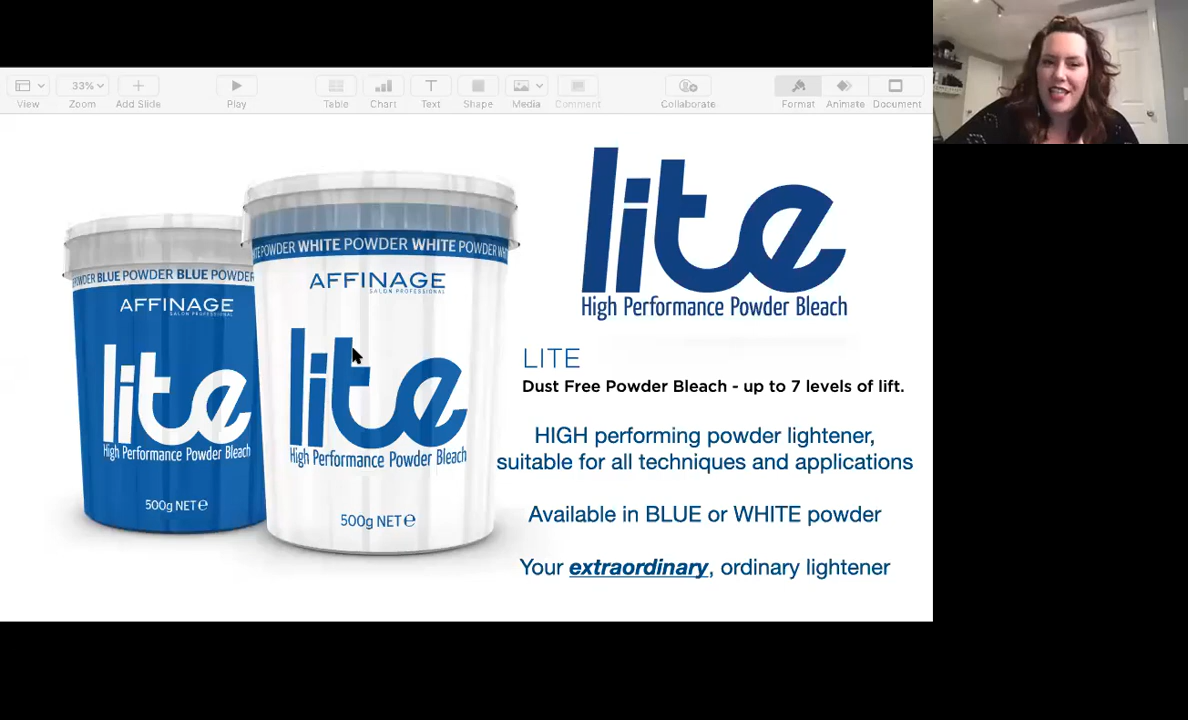 View
33%
Zoom
Add Slide
Play
Table
Chart
Text
Shape
Media
Comment
Collaborate
Format
Animate
Document
POWDER BLUE POWDER BLUE POWDER
AFFINAGE
SALON PROFESSIONAL
lite
High Performance Powder Bleach
500g NET ℮
POWDER WHITE POWDER WHITE POWDER
AFFINAGE
SALON PROFESSIONAL
lite
High Performance Powder Bleach
500g NET ℮
lite
High Performance Powder Bleach
LITE
Dust Free Powder Bleach - up to 7 levels of lift.
HIGH performing powder lightener,
suitable for all techniques and applications
Available in BLUE or WHITE powder
Your extraordinary, ordinary lightener